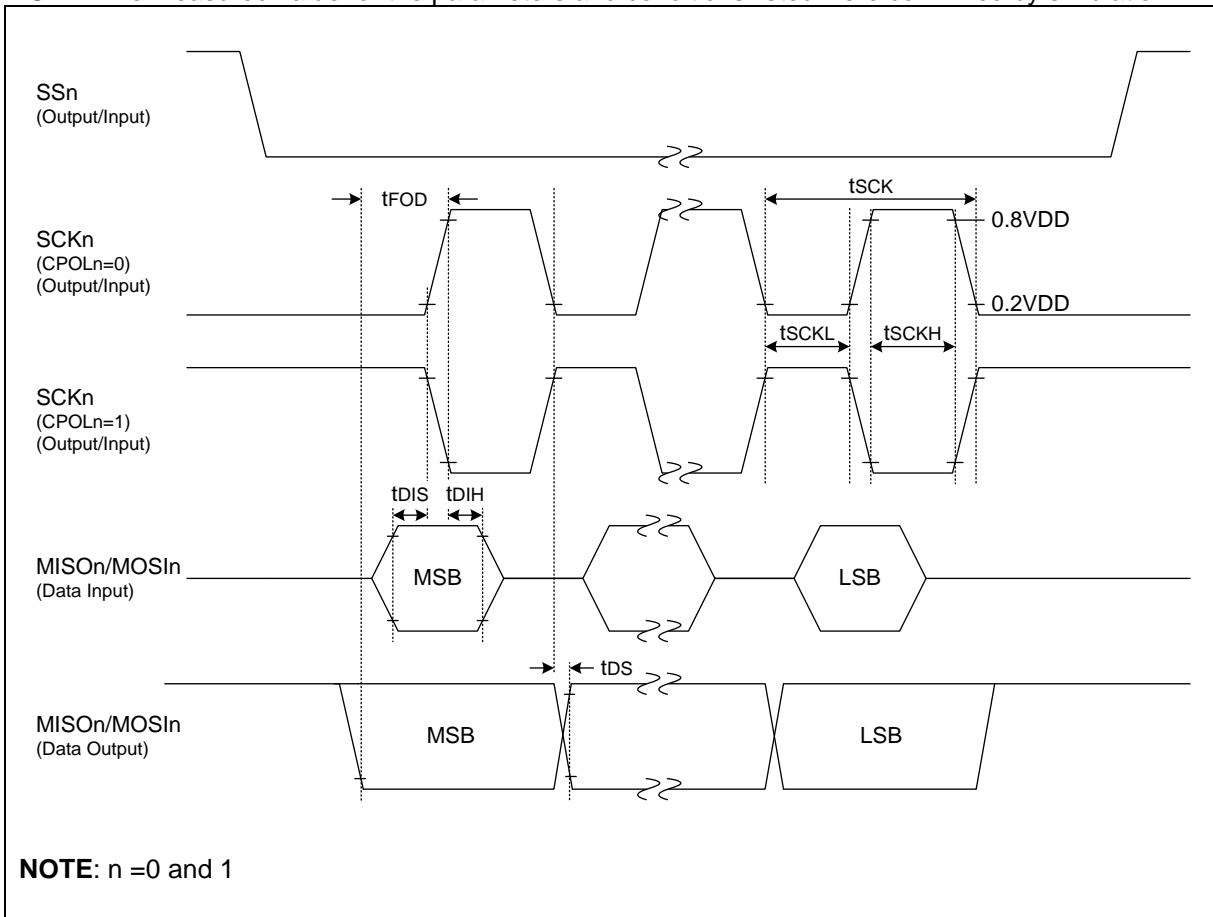 SSn
(Output/Input)
tFOD
tSCK
SCKn
(CPOLn=0)
(Output/Input)
0.8VDD
0.2VDD
tSCKL
tSCKH
SCKn
(CPOLn=1)
(Output/Input)
tDIS
tDIH
MISOn/MOSIn
(Data Input)
MSB
LSB
tDS
MISOn/MOSIn
(Data Output)
MSB
LSB
NOTE: n =0 and 1